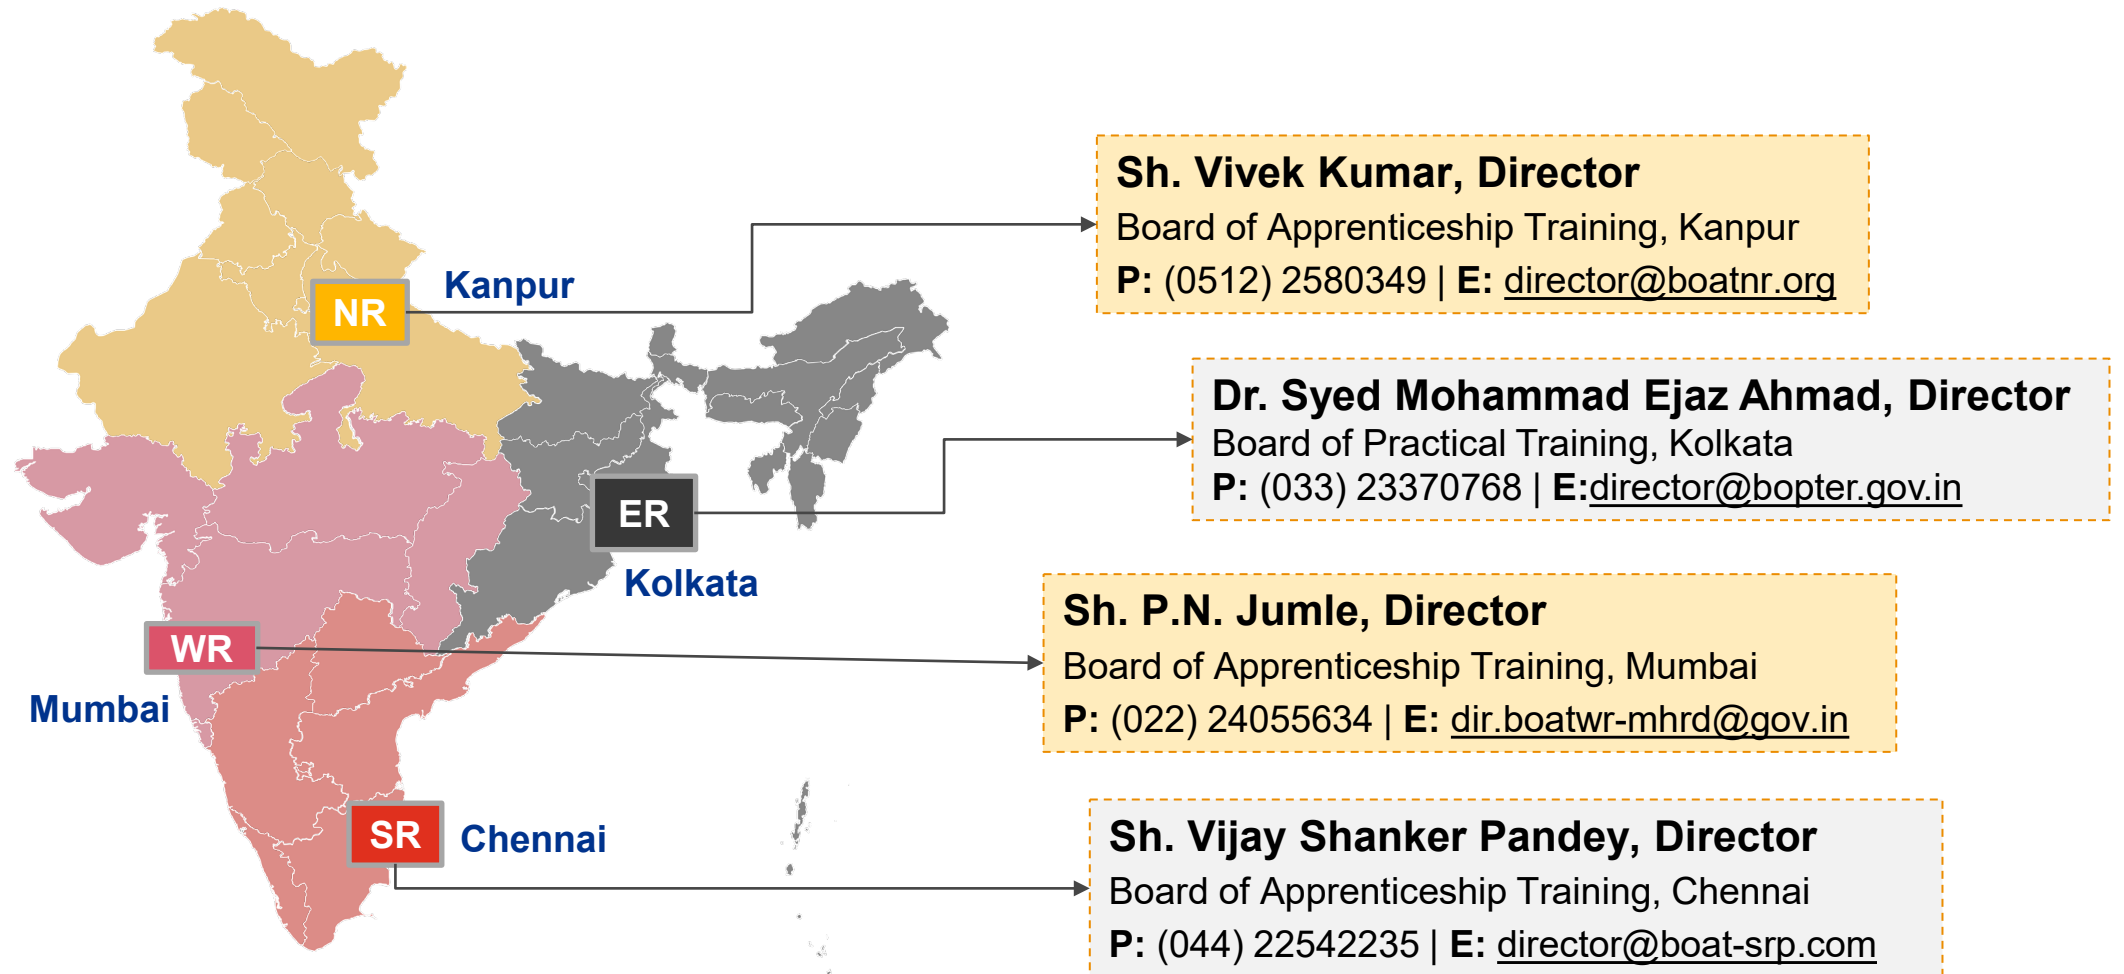 Sh. Vivek Kumar, Director
Board of Apprenticeship Training, Kanpur
P: (0512) 2580349 | E: director@boatnr.org
Kanpur
NR
Dr. Syed Mohammad Ejaz Ahmad, Director
Board of Practical Training, Kolkata
P: (033) 23370768 | E:director@bopter.gov.in
ER
Kolkata
Sh. P.N. Jumle, Director
Board of Apprenticeship Training, Mumbai
P: (022) 24055634 | E: dir.boatwr-mhrd@gov.in
WR
Mumbai
Sh. Vijay Shanker Pandey, Director
Board of Apprenticeship Training, Chennai
P: (044) 22542235 | E: director@boat-srp.com
SR
Chennai